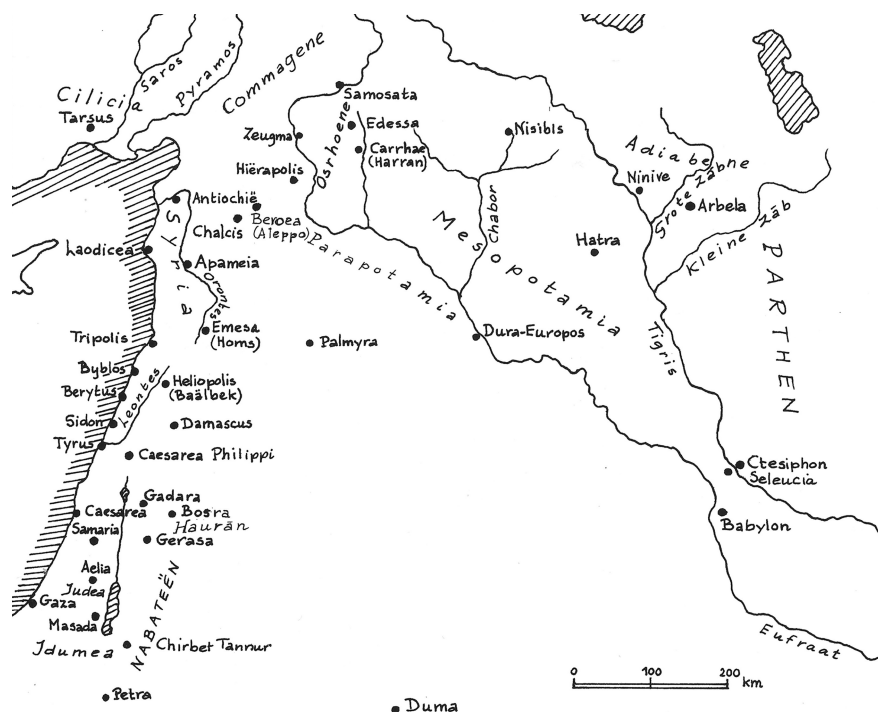 Cilicia
Saros
Pyramos
Tarsus
Commagene
Samosata
Zeugma
Osrhoene
Edessa
Carrhae
(Harran)
Nisibis
Adiabene
Ninive
Grote Zāb
Arbela
Kleine Zāb
Hiërapolis
Antiochië
Beroea
(Aleppo)
Chalcis
Syria
Parapotamia
Mesopotamia
Chabor
Hatra
PARTHEN
Laodicea
Apameia
Orontes
Emesa
(Homs)
Tripolis
Palmyra
Dura-Europos
Tigris
Byblos
Heliopolis
(Baälbek)
Berytus
Leontes
Sidon
Damascus
Tyrus
Caesarea Philippi
Ctesiphon
Seleucia
Gadara
Caesarea
Bosra
Haurān
Samaria
Gerasa
Babylon
Aelia
Judea
NABATEËN
Gaza
Masada
Idumea
Chirbet Tannur
Eufraat
0 100 200
km
Petra
Duma